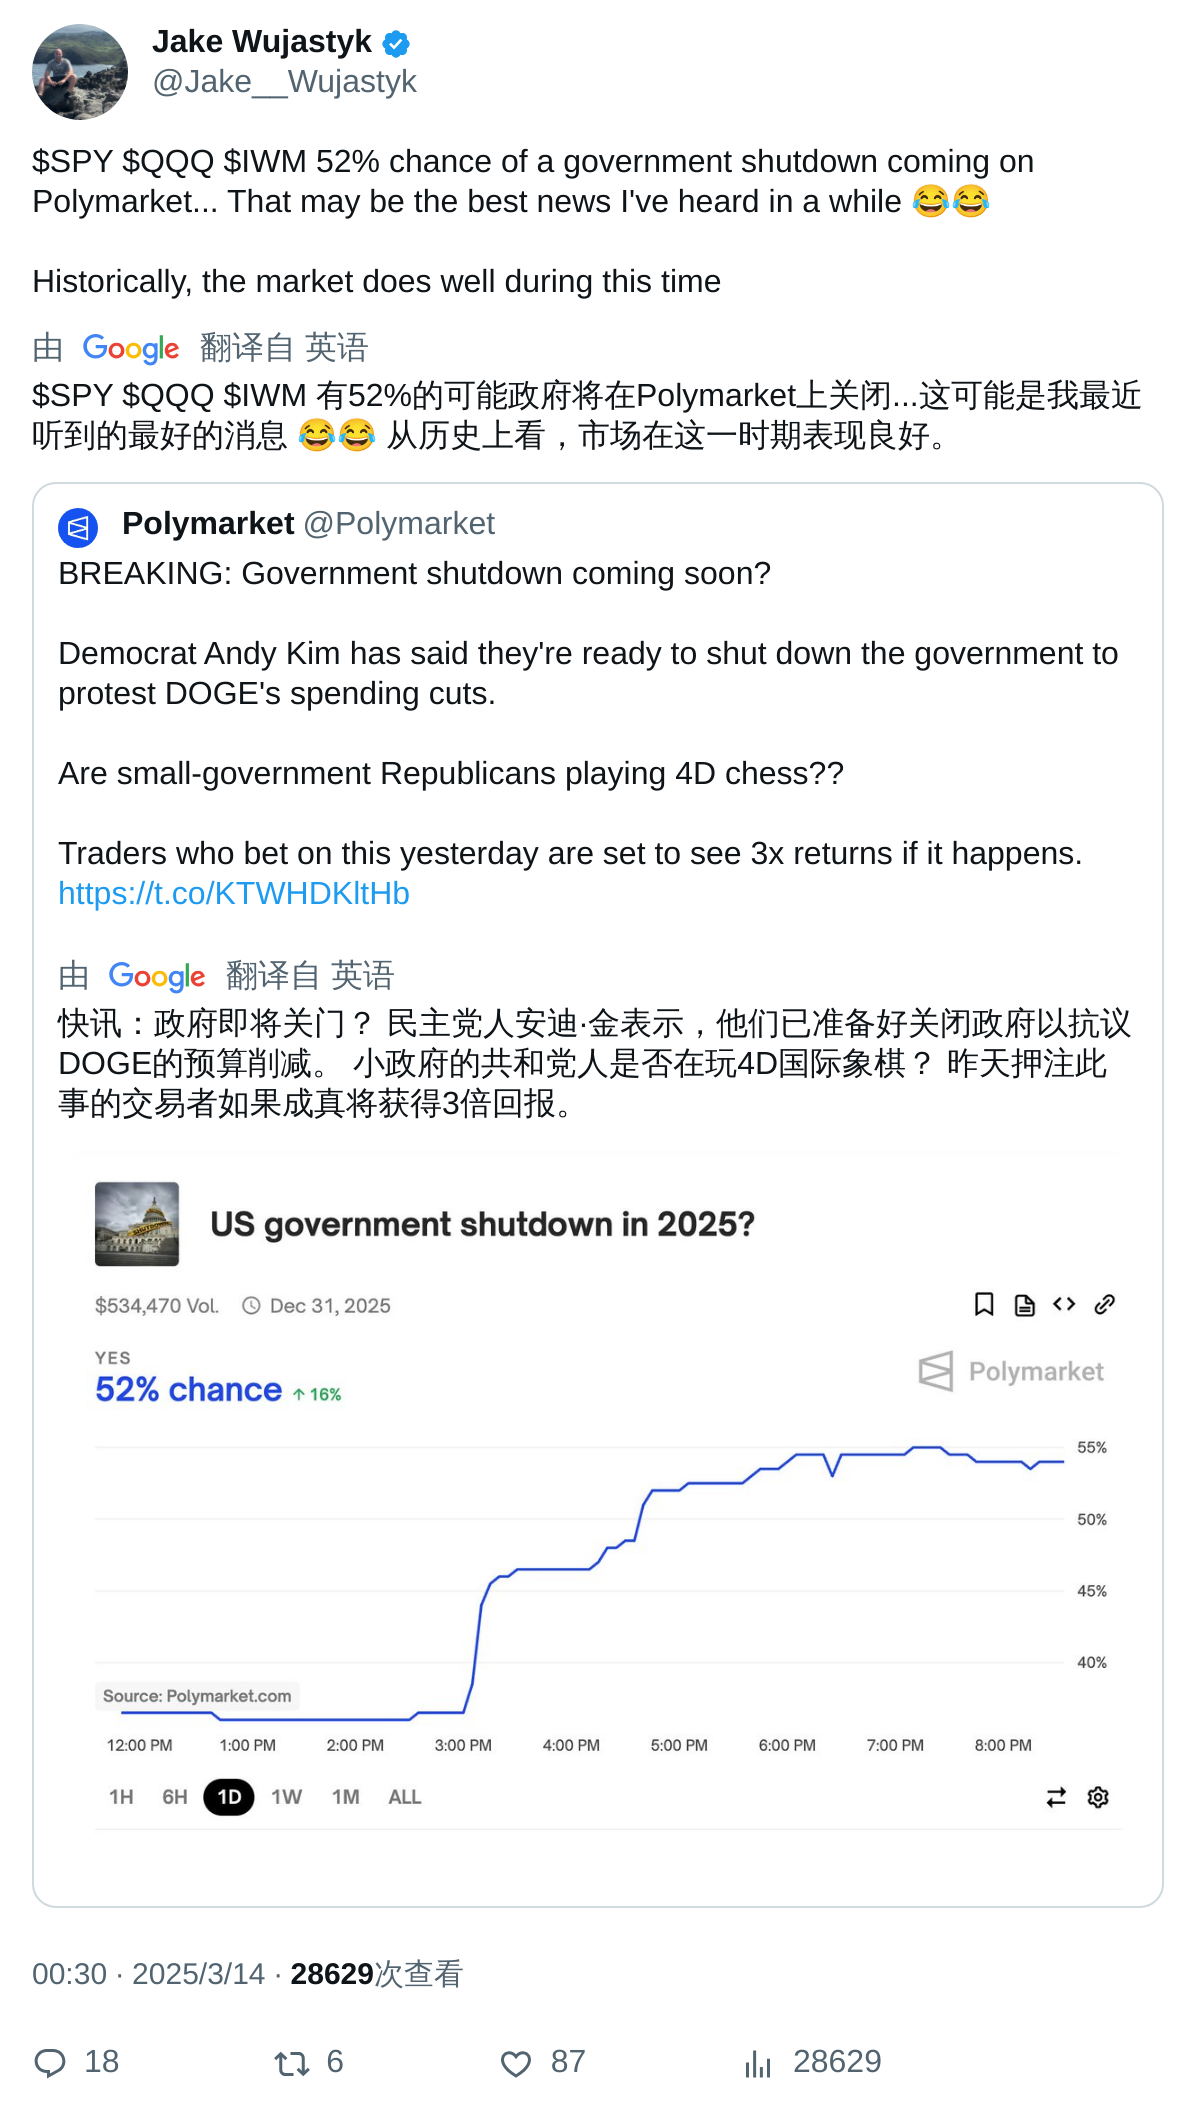 Jake Wujastyk
@Jake__Wujastyk
$SPY $QQQ $IWM 52% chance of a government shutdown coming on
Polymarket... That may be the best news I've heard in a while 😂😂
Historically, the market does well during this time
由 Google 翻译自 英语
$SPY $QQQ $IWM 有52%的可能政府将在Polymarket上关闭...这可能是我最近
听到的最好的消息 😂😂 从历史上看，市场在这一时期表现良好。
Polymarket @Polymarket
BREAKING: Government shutdown coming soon?
Democrat Andy Kim has said they're ready to shut down the government to
protest DOGE's spending cuts.
Are small-government Republicans playing 4D chess??
Traders who bet on this yesterday are set to see 3x returns if it happens.
https://t.co/KTWHDKltHb
由 Google 翻译自 英语
快讯：政府即将关门？ 民主党人安迪·金表示，他们已准备好关闭政府以抗议
DOGE的预算削减。 小政府的共和党人是否在玩4D国际象棋？ 昨天押注此
事的交易者如果成真将获得3倍回报。
SHUTDOWN
US government shutdown in 2025?
$534,470 Vol. Dec 31, 2025
YES
52% chance ↑ 16%
Polymarket
55%
50%
45%
40%
Source: Polymarket.com
12:00 PM 1:00 PM 2:00 PM 3:00 PM 4:00 PM 5:00 PM 6:00 PM 7:00 PM 8:00 PM
1H 6H 1D 1W 1M ALL
00:30 · 2025/3/14 · 28629次查看
18 6 87 28629